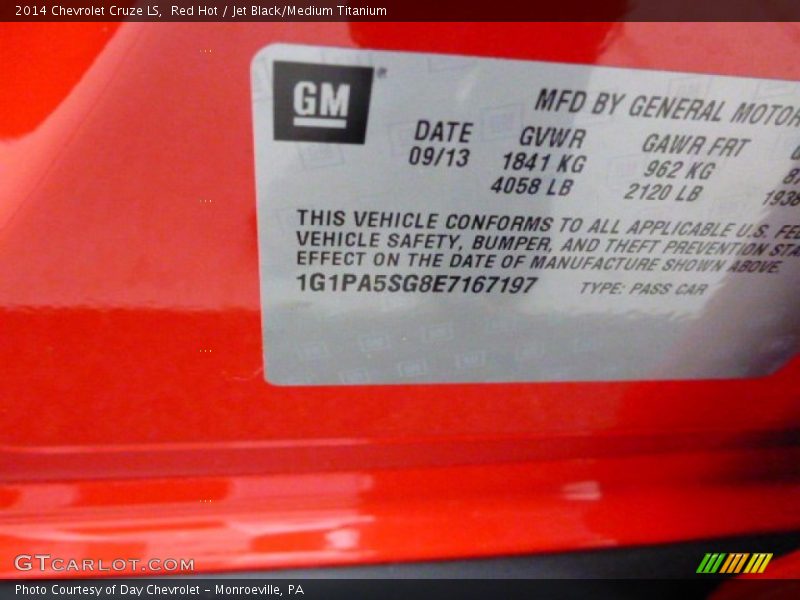 2014 Chevrolet Cruze LS,  Red Hot / Jet Black/Medium Titanium
GM
MFD BY GENERAL MOTOR
DATE GVWR GAWR FRT
09/13 1841 KG 962 KG
4058 LB 2120 LB 1938
THIS VEHICLE CONFORMS TO ALL APPLICABLE U.S. FED
VEHICLE SAFETY, BUMPER, AND THEFT PREVENTION STA
EFFECT ON THE DATE OF MANUFACTURE SHOWN ABOVE.
1G1PA5SG8E7167197 TYPE: PASS CAR
GTCARLOT.COM
Photo Courtesy of Day Chevrolet - Monroeville, PA